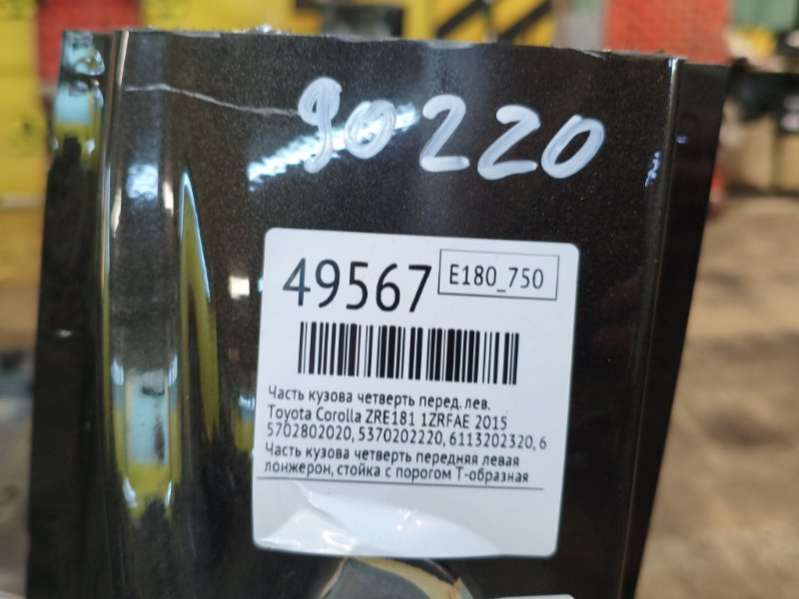 90220
49567
E180_750
Часть кузова четверть перед. лев.
Toyota Corolla ZRE181 1ZRFAE 2015
5702802020, 5370202220, 6113202320, 6
Часть кузова четверть передняя левая
лонжерон, стойка с порогом Т-образная